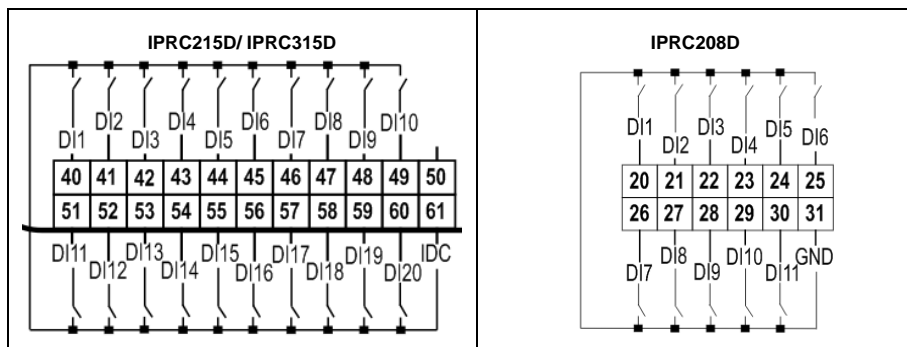 IPRC215D/ IPRC315D
DI1 DI2 DI3 DI4 DI5 DI6 DI7 DI8 DI9 DI10
40 41 42 43 44 45 46 47 48 49 50
51 52 53 54 55 56 57 58 59 60 61
DI11 DI12 DI13 DI14 DI15 DI16 DI17 DI18 DI19 DI20 IDC
IPRC208D
DI1 DI2 DI3 DI4 DI5 DI6
20 21 22 23 24 25
26 27 28 29 30 31
DI7 DI8 DI9 DI10 DI11 GND